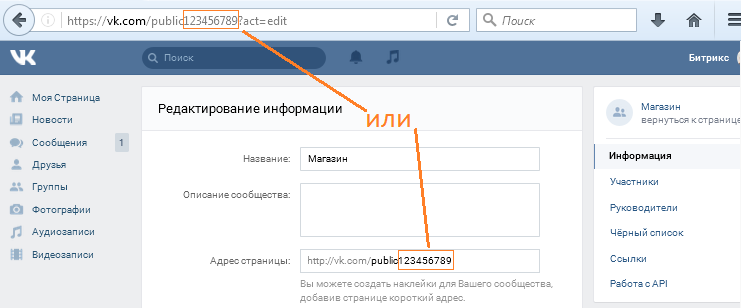 https://vk.com/public123456789?act=edit
Поиск
Поиск
Битрикс
Моя Страница
Новости
Сообщения 1
Друзья
Группы
Фотографии
Аудиозаписи
Видеозаписи
Редактирование информации
или
Название: Магазин
Описание сообщества:
Адрес страницы: http://vk.com/public123456789
Вы можете создать наклейки для Вашего сообщества,
добавив странице короткий адрес.
Магазин
вернуться к странице
Информация
Участники
Руководители
Чёрный список
Ссылки
Работа с API